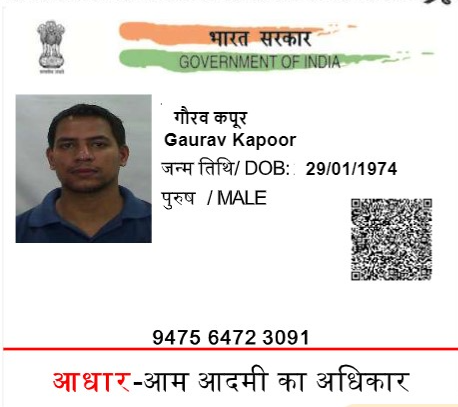 भारत सरकार
GOVERNMENT OF INDIA
गौरव कपूर
Gaurav Kapoor
जन्म तिथि/ DOB: 29/01/1974
पुरुष / MALE
9475 6472 3091
आधार-आम आदमी का अधिकार